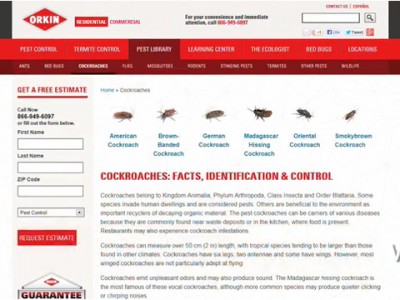 CONTACT US | ESPAÑOL
ORKIN
RESIDENTIAL COMMERCIAL
For your convenience and immediate
attention, call 866-949-6097
Tweet
PEST CONTROL TERMITE CONTROL PEST LIBRARY LEARNING CENTER THE ECOLOGIST BED BUGS LOCATIONS
ANTS BED BUGS COCKROACHES FLIES MOSQUITOES RODENTS STINGING PESTS TERMITES OTHER PESTS WILDLIFE
GET A FREE ESTIMATE
Call Now
866-949-6097
or fill out the form below.
First Name
Last Name
ZIP Code
Pest Control
REQUEST ESTIMATE
ORKIN
GUARANTEE
Home » Cockroaches
American Cockroach
Brown-Banded Cockroach
German Cockroach
Madagascar Hissing Cockroach
Oriental Cockroach
Smokybrown Cockroach
COCKROACHES: FACTS, IDENTIFICATION & CONTROL
Cockroaches belong to Kingdom Animalia, Phylum Arthropoda, Class Insecta and Order Blattaria. Some
species invade human dwellings and are considered pests. Others are beneficial to the environment as
important recyclers of decaying organic material. The pest cockroaches can be carriers of various diseases
because they are commonly found near waste deposits or in the kitchen, where food is present.
Restaurants may also experience cockroach infestations.
Cockroaches can measure over 50 cm (2 in) length, with tropical species tending to be larger than those
found in other climates. Cockroaches have six legs, two antennae and some have wings. However, most
winged cockroaches are not particularly adept at flying
Cockroaches emit unpleasant odors and may also produce sound. The Madagascar hissing cockroach is
the most famous of these vocal cockroaches, although more common species may produce quieter clicking
or chirping noises